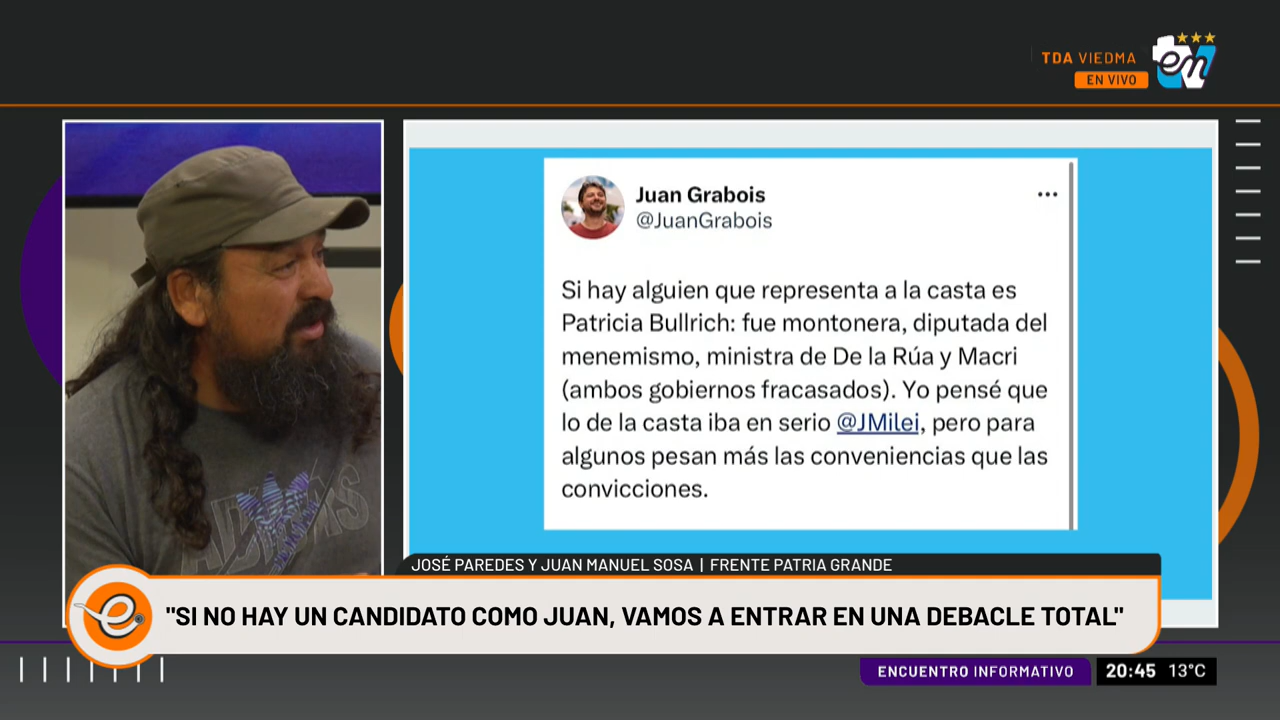 TDA VIEDMA
EN VIVO
em
Juan Grabois
@JuanGrabois
Si hay alguien que representa a la casta es
Patricia Bullrich: fue montonera, diputada del
menemismo, ministra de De la Rúa y Macri
(ambos gobiernos fracasados). Yo pensé que
lo de la casta iba en serio @JMilei, pero para
algunos pesan más las conveniencias que las
convicciones.
ADIDAS
JOSÉ PAREDES Y JUAN MANUEL SOSA | FRENTE PATRIA GRANDE
e
"SI NO HAY UN CANDIDATO COMO JUAN, VAMOS A ENTRAR EN UNA DEBACLE TOTAL"
ENCUENTRO INFORMATIVO
20:45 13°C